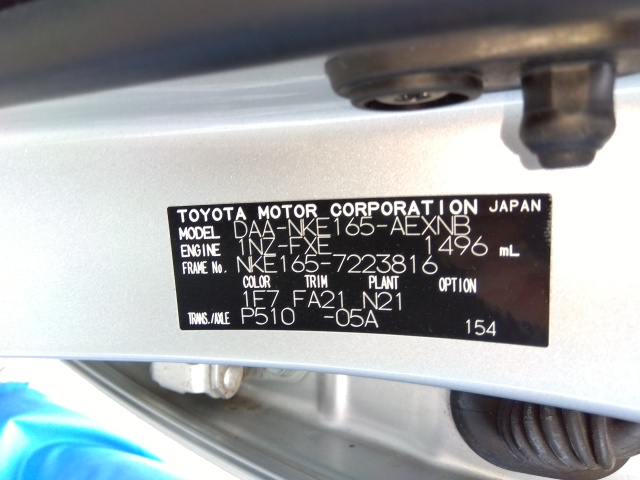 TOYOTA MOTOR CORPORATION JAPAN
MODEL DAA-NKE165-AEXNB
ENGINE 1NZ-FXE 1496 mL
FRAME No. NKE165-7223816
COLOR TRIM PLANT OPTION
1F7 FA21 N21
TRANS./AXLE P510 -05A
154